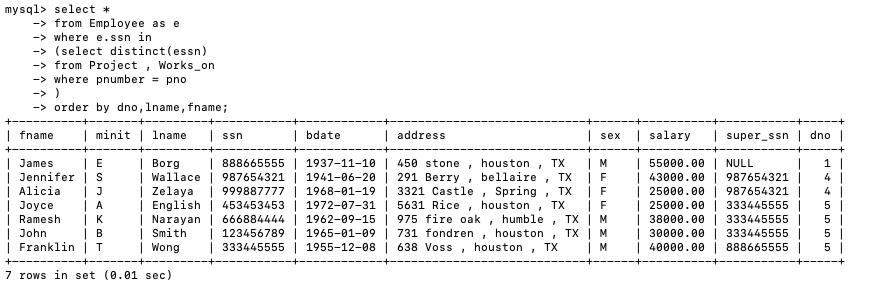 mysql> select *
    -> from Employee as e
    -> where e.ssn in
    -> (select distinct(essn)
    -> from Project , Works_on
    -> where pnumber = pno
    -> )
    -> order by dno,lname,fname;
+----------+-------+---------+-----------+------------+--------------------------+------+----------+-----------+-----+
| fname    | minit | lname   | ssn       | bdate      | address                  | sex  | salary   | super_ssn | dno |
+----------+-------+---------+-----------+------------+--------------------------+------+----------+-----------+-----+
| James    | E     | Borg    | 888665555 | 1937-11-10 | 450 stone , houston , TX | M    | 55000.00 | NULL      |   1 |
| Jennifer | S     | Wallace | 987654321 | 1941-06-20 | 291 Berry , bellaire , TX | F    | 43000.00 | 987654321 |   4 |
| Alicia   | J     | Zelaya  | 999887777 | 1968-01-19 | 3321 Castle , Spring , TX | F    | 25000.00 | 987654321 |   4 |
| Joyce    | A     | English | 453453453 | 1972-07-31 | 5631 Rice , houston , TX | F    | 25000.00 | 333445555 |   5 |
| Ramesh   | K     | Narayan | 666884444 | 1962-09-15 | 975 fire oak , humble , TX | M    | 38000.00 | 333445555 |   5 |
| John     | B     | Smith   | 123456789 | 1965-01-09 | 731 fondren , houston , TX | M    | 30000.00 | 333445555 |   5 |
| Franklin | T     | Wong    | 333445555 | 1955-12-08 | 638 Voss , houston , TX | M    | 40000.00 | 888665555 |   5 |
+----------+-------+---------+-----------+------------+--------------------------+------+----------+-----------+-----+
7 rows in set (0.01 sec)